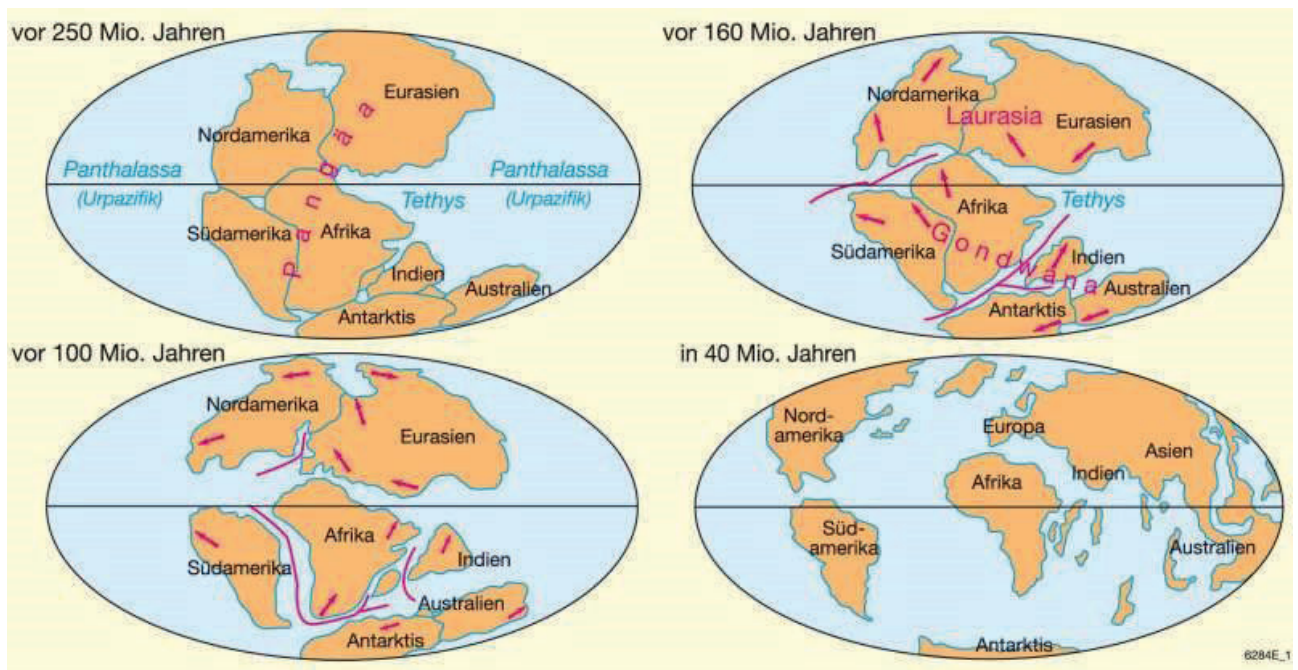 vor 250 Mio. Jahren
Eurasien
Nordamerika
Pangäa
Panthalassa
(Urpazifik)
Tethys
Panthalassa
(Urpazifik)
Südamerika
Afrika
Indien
Australien
Antarktis
vor 160 Mio. Jahren
Nordamerika
Laurasia
Eurasien
Afrika
Tethys
Südamerika
Gondwana
Indien
Australien
Antarktis
vor 100 Mio. Jahren
Nordamerika
Eurasien
Afrika
Südamerika
Indien
Australien
Antarktis
in 40 Mio. Jahren
Nord-
amerika
Europa
Asien
Indien
Afrika
Süd-
amerika
Australien
Antarktis
6284E_1